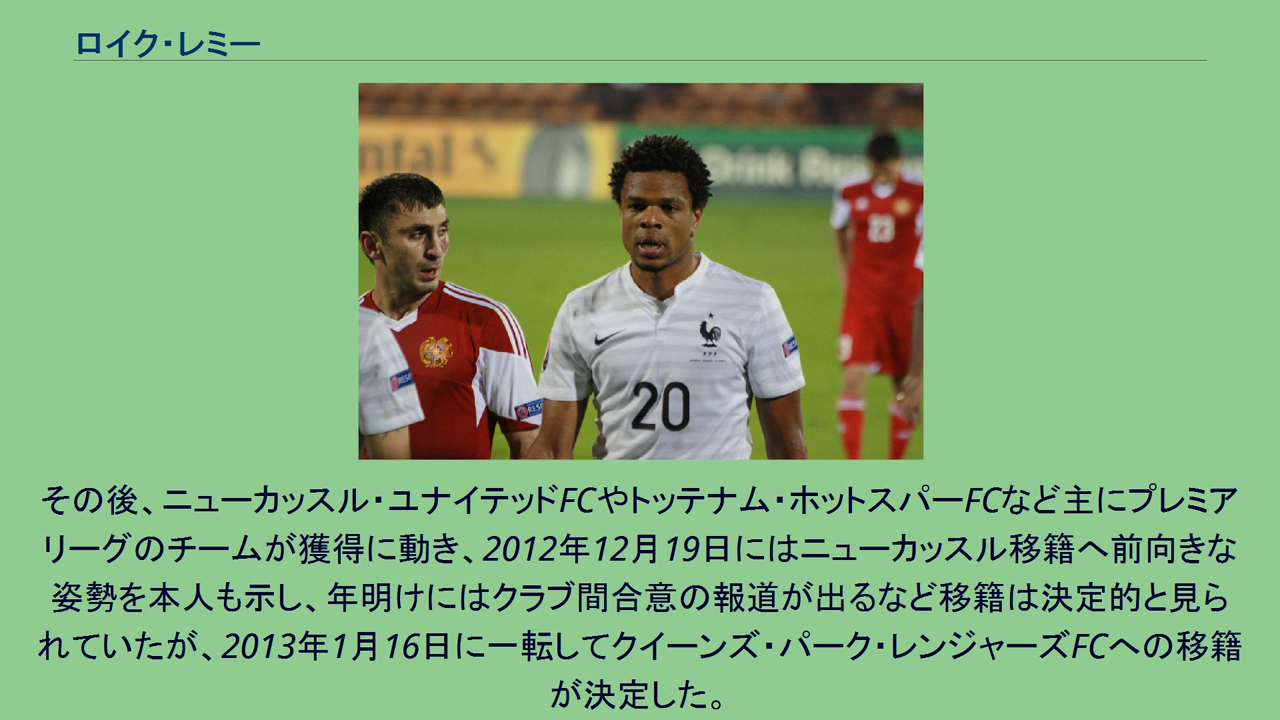 ロイク・レミー
ntal
Drink Re
23
20
RESP
RESP
RES
FFF
その後、ニューカッスル・ユナイテッドFCやトッテナム・ホットスパーFCなど主にプレミア
リーグのチームが獲得に動き、2012年12月19日にはニューカッスル移籍へ前向きな
姿勢を本人も示し、年明けにはクラブ間合意の報道が出るなど移籍は決定的と見ら
れていたが、2013年1月16日に一転してクイーンズ・パーク・レンジャーズFCへの移籍
が決定した。